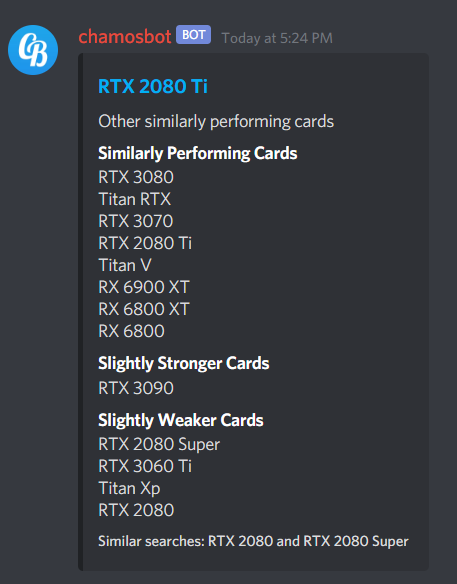 CB
chamosbot BOT Today at 5:24 PM
RTX 2080 Ti
Other similarly performing cards
Similarly Performing Cards
RTX 3080
Titan RTX
RTX 3070
RTX 2080 Ti
Titan V
RX 6900 XT
RX 6800 XT
RX 6800
Slightly Stronger Cards
RTX 3090
Slightly Weaker Cards
RTX 2080 Super
RTX 3060 Ti
Titan Xp
RTX 2080
Similar searches: RTX 2080 and RTX 2080 Super